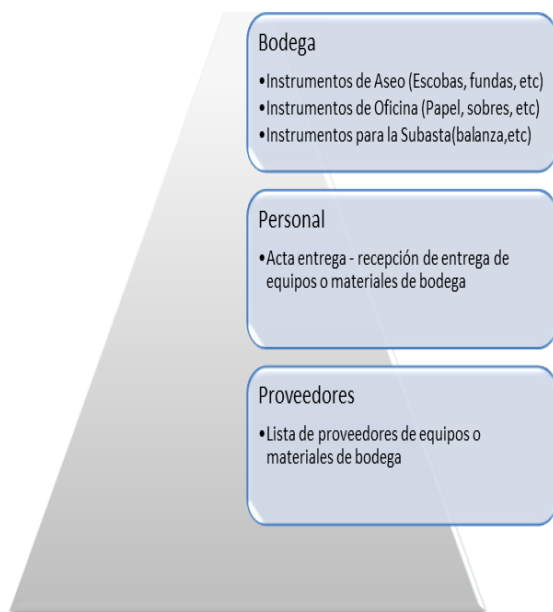 Bodega
•Instrumentos de Aseo (Escobas, fundas, etc)
•Instrumentos de Oficina (Papel, sobres, etc)
•Instrumentos para la Subasta(balanza,etc)
Personal
•Acta entrega - recepción de entrega de
equipos o materiales de bodega
Proveedores
•Lista de proveedores de equipos o
materiales de bodega